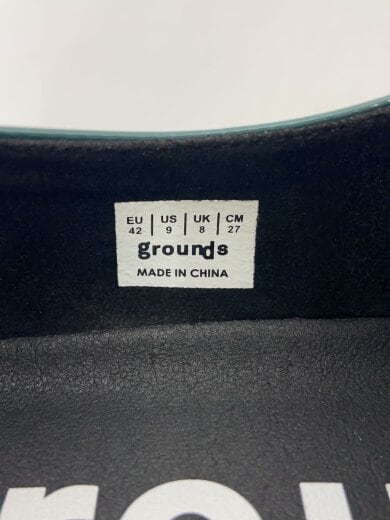 EU | US | UK | CM
42 | 9 | 8 | 27
grounds
MADE IN CHINA